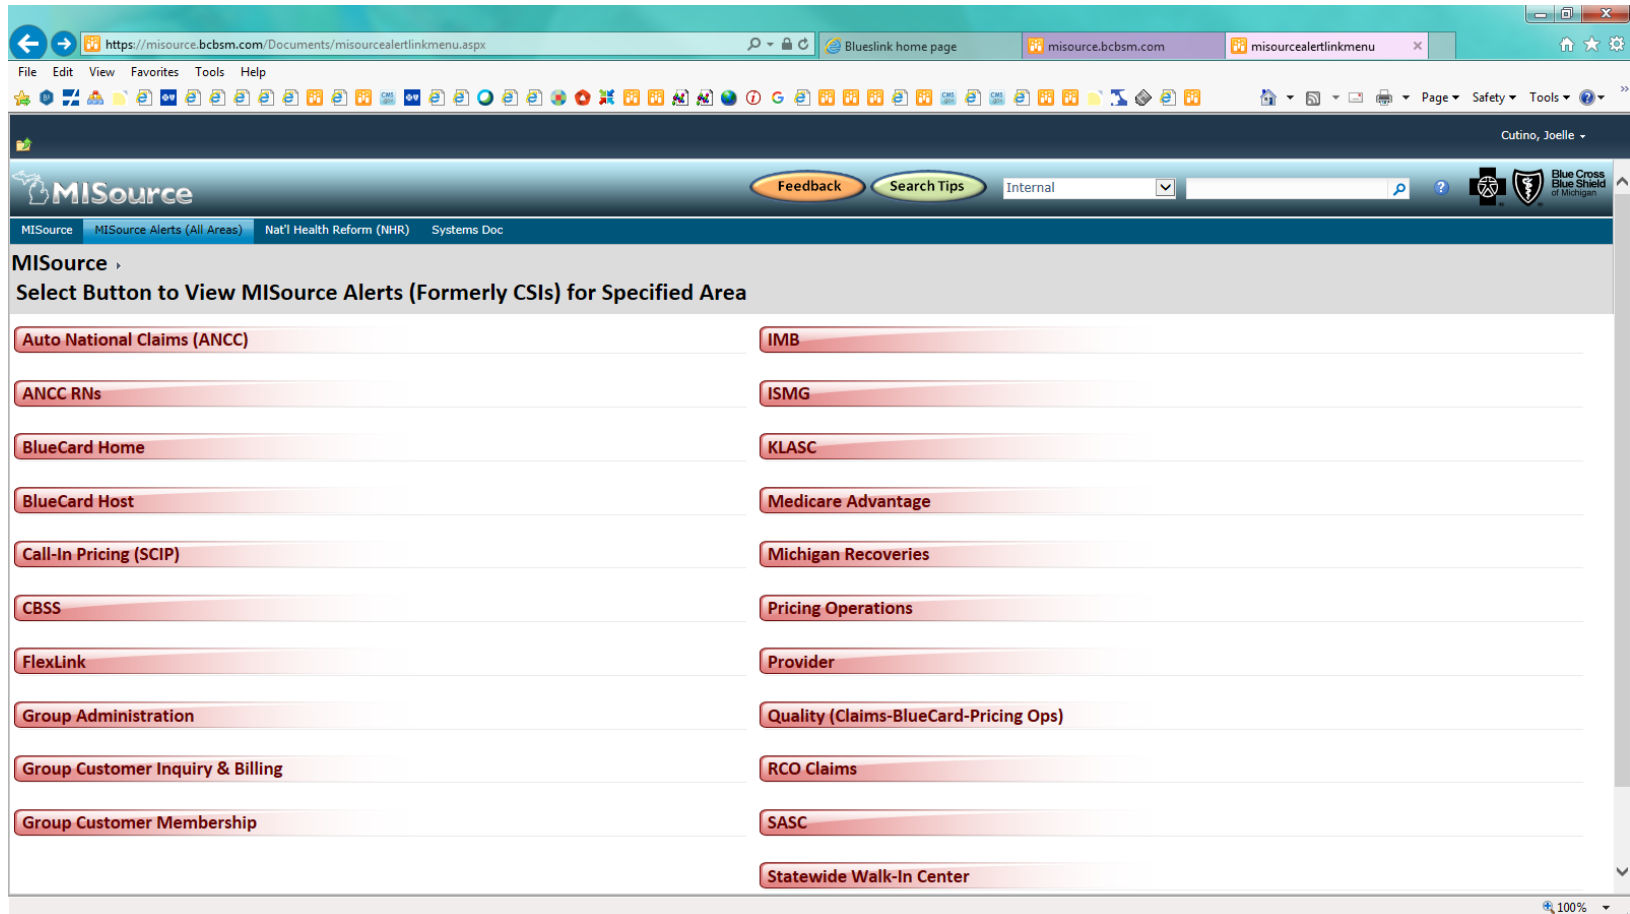 https://misource.bcbsm.com/Documents/misourcealertlinkmenu.aspx
Blueslink home page
misource.bcbsm.com
misourcealertlinkmenu
File Edit View Favorites Tools Help
Page Safety Tools
Cutino, Joelle
MISource
Feedback
Search Tips
Internal
Blue Cross
Blue Shield
of Michigan
MISource MISource Alerts (All Areas) Nat'l Health Reform (NHR) Systems Doc
MISource
Select Button to View MISource Alerts (Formerly CSIs) for Specified Area
Auto National Claims (ANCC)
ANCC RNs
BlueCard Home
BlueCard Host
Call-In Pricing (SCIP)
CBSS
FlexLink
Group Administration
Group Customer Inquiry & Billing
Group Customer Membership
IMB
ISMG
KLASC
Medicare Advantage
Michigan Recoveries
Pricing Operations
Provider
Quality (Claims-BlueCard-Pricing Ops)
RCO Claims
SASC
Statewide Walk-In Center
100%